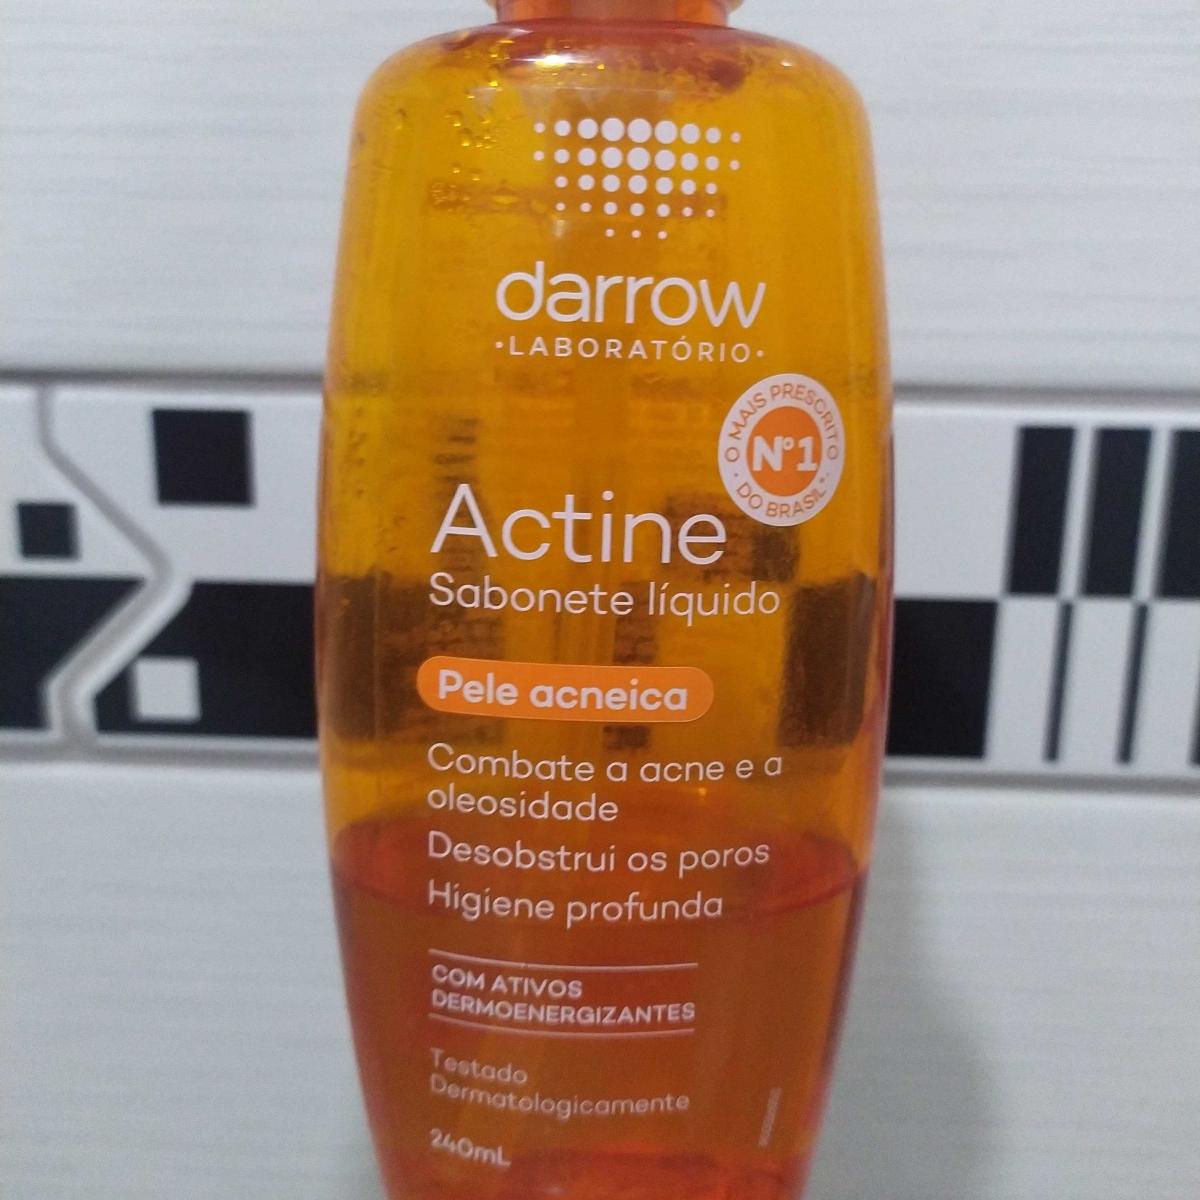 darrow
·LABORATÓRIO·
O MAIS PRESCRITO
Nº1
DO BRASIL
Actine
Sabonete líquido
Pele acneica
Combate a acne e a
oleosidade
Desobstrui os poros
Higiene profunda
COM ATIVOS
DERMOENERGIZANTES
Testado
Dermatologicamente
240mL